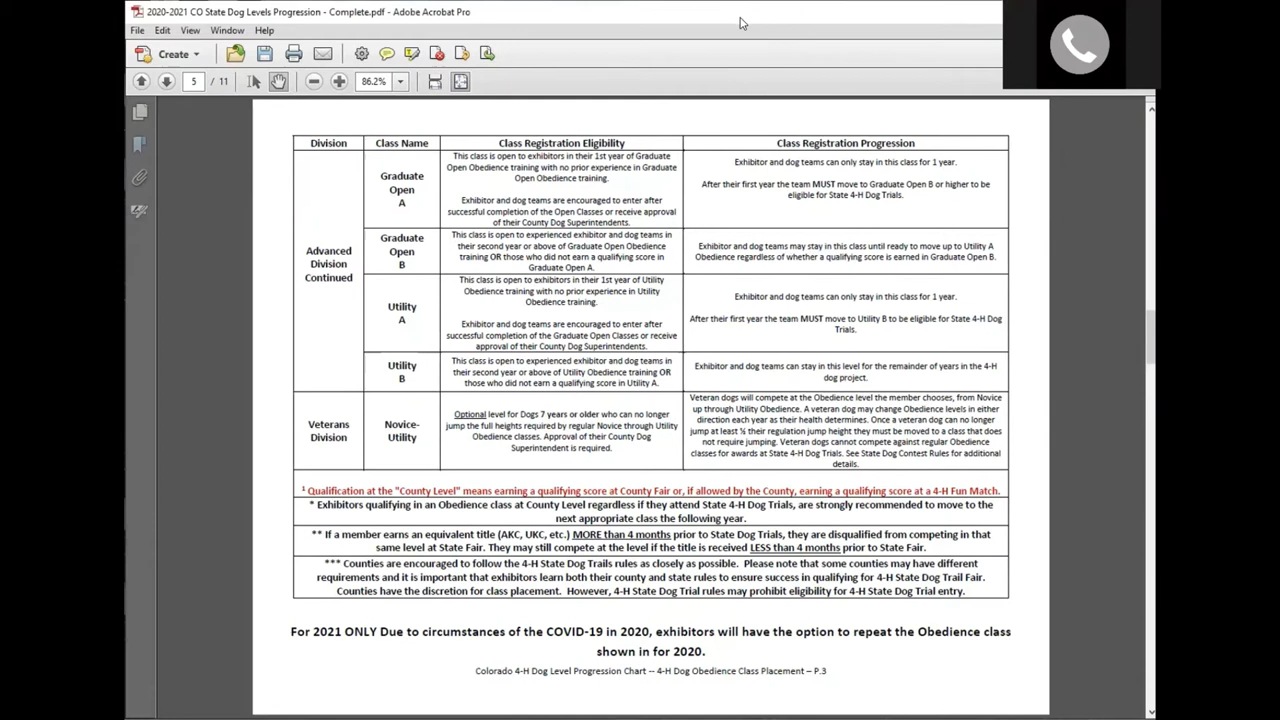 2020-2021 CO State Dog Levels Progression - Complete.pdf - Adobe Acrobat Pro
File Edit View Window Help
Create
5 / 11 86.2%
Division Class Name Class Registration Eligibility Class Registration Progression
Advanced
Division
Continued
Graduate
Open
A
This class is open to exhibitors in their 1st year of Graduate
Open Obedience training with no prior experience in Graduate
Open Obedience training.
Exhibitor and dog teams are encouraged to enter after
successful completion of the Open Classes or receive approval
of their County Dog Superintendents.
Exhibitor and dog teams can only stay in this class for 1 year.
After their first year the team MUST move to Graduate Open B or higher to be
eligible for State 4-H Dog Trials.
Graduate
Open
B
This class is open to experienced exhibitor and dog teams in
their second year or above of Graduate Open Obedience
training OR those who did not earn a qualifying score in
Graduate Open A.
Exhibitor and dog teams may stay in this class until ready to move up to Utility A
Obedience regardless of whether a qualifying score is earned in Graduate Open B.
Utility
A
This class is open to exhibitors in their 1st year of Utility
Obedience training with no prior experience in Utility
Obedience training.
Exhibitor and dog teams are encouraged to enter after
successful completion of the Graduate Open Classes or receive
approval of their County Dog Superintendents.
Exhibitor and dog teams can only stay in this class for 1 year.
After their first year the team MUST move to Utility B to be eligible for State 4-H Dog
Trials.
Utility
B
This class is open to experienced exhibitor and dog teams in
their second year or above of Utility Obedience training OR
those who did not earn a qualifying score in Utility A.
Exhibitor and dog teams can stay in this level for the remainder of years in the 4-H
dog project.
Veterans
Division
Novice-
Utility
Optional level for Dogs 7 years or older who can no longer
jump the full heights required by regular Novice through Utility
Obedience classes. Approval of their County Dog
Superintendent is required.
Veteran dogs will compete at the Obedience level the member chooses, from Novice
up through Utility Obedience. A veteran dog may change Obedience levels in either
direction each year as their health determines. Once a veteran dog can no longer
jump at least ½ their regulation jump height they must be moved to a class that does
not require jumping. Veteran dogs cannot compete against regular Obedience
classes for awards at State 4-H Dog Trials. See State Dog Contest Rules for additional
details.
¹ Qualification at the "County Level" means earning a qualifying score at County Fair or, if allowed by the County, earning a qualifying score at a 4-H Fun Match.
* Exhibitors qualifying in an Obedience class at County Level regardless if they attend State 4-H Dog Trials, are strongly recommended to move to the
next appropriate class the following year.
** If a member earns an equivalent title (AKC, UKC, etc.) MORE than 4 months prior to State Dog Trials, they are disqualified from competing in that
same level at State Fair. They may still compete at the level if the title is received LESS than 4 months prior to State Fair.
*** Counties are encouraged to follow the 4-H State Dog Trails rules as closely as possible. Please note that some counties may have different
requirements and it is important that exhibitors learn both their county and state rules to ensure success in qualifying for 4-H State Dog Trail Fair.
Counties have the discretion for class placement. However, 4-H State Dog Trial rules may prohibit eligibility for 4-H State Dog Trial entry.
For 2021 ONLY Due to circumstances of the COVID-19 in 2020, exhibitors will have the option to repeat the Obedience class
shown in for 2020.
Colorado 4-H Dog Level Progression Chart -- 4-H Dog Obedience Class Placement – P.3